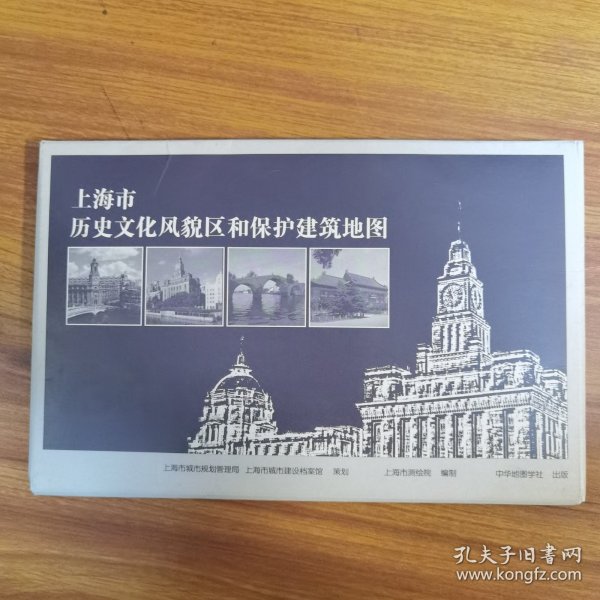 上海市
历史文化风貌区和保护建筑地图
上海市城市规划管理局 上海市城市建设档案馆 策划 上海市测绘院 编制 中华地图学社 出版
孔夫子旧书网
www.kongfz.com